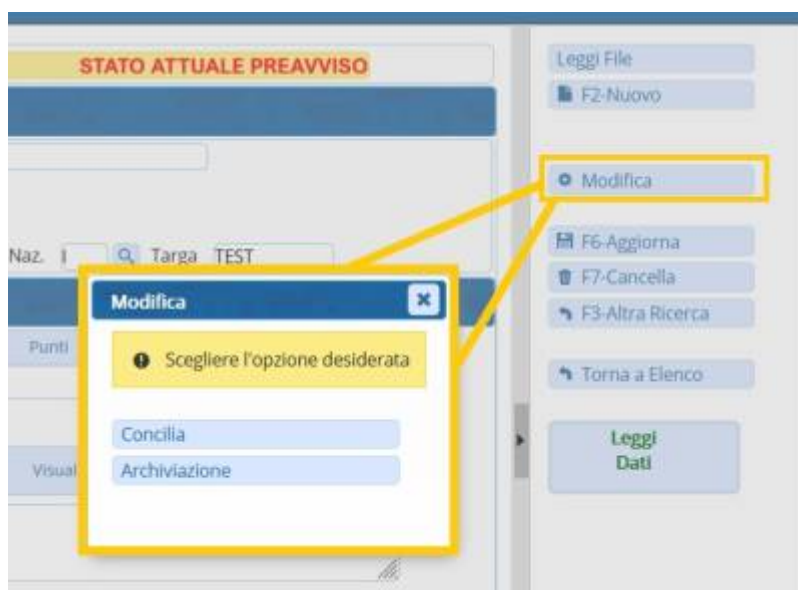 STATO ATTUALE PREAVVISO
Leggi File
F2-Nuovo
Modifica
Naz. I Targa TEST
F6-Aggiorna
F7-Cancella
F3-Altra Ricerca
Torna a Elenco
Leggi
Dati
Punti
Visual
Modifica
Scegliere l'opzione desiderata
Concilia
Archiviazione